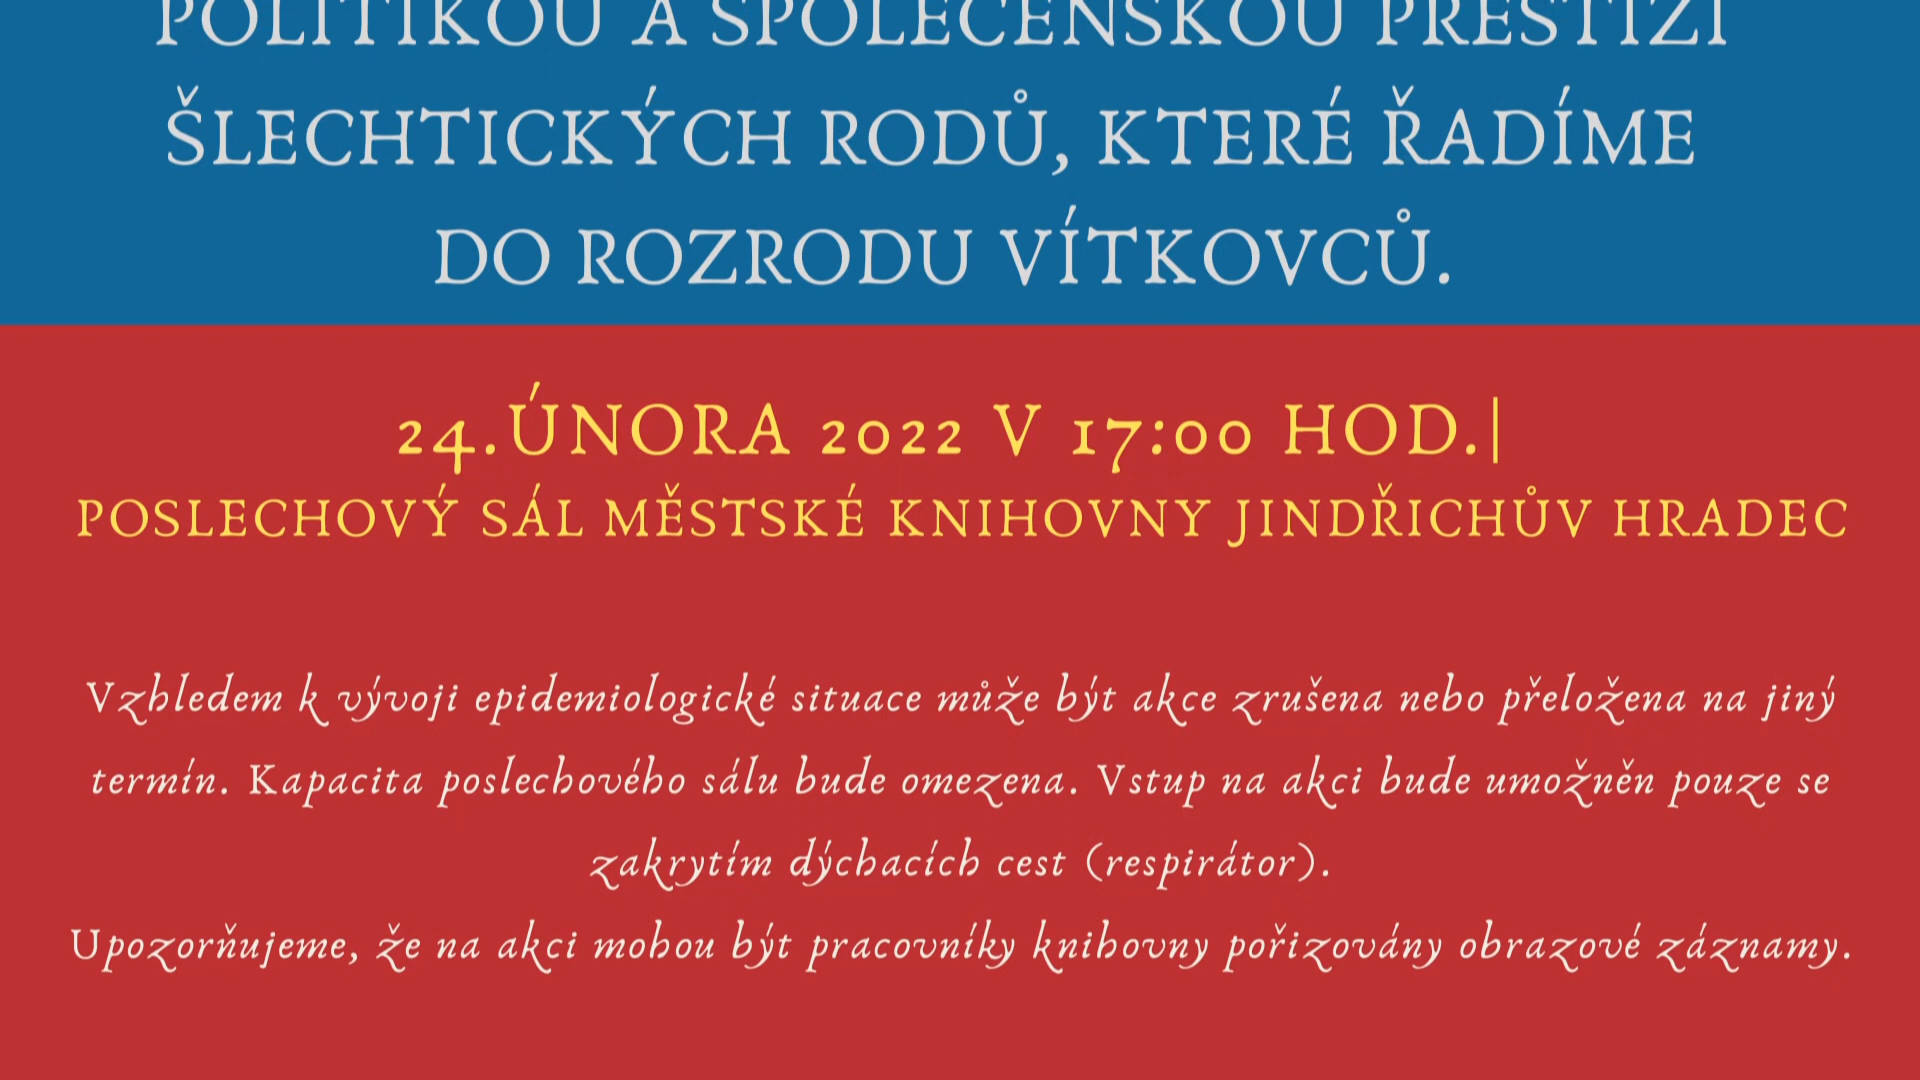 POLITIKOU A SPOLEČENSKOU PRESTIŽÍ
ŠLECHTICKÝCH RODŮ, KTERÉ ŘADÍME
DO ROZRODU VÍTKOVCŮ.
24.ÚNORA 2022 V 17:00 HOD.|
POSLECHOVÝ SÁL MĚSTSKÉ KNIHOVNY JINDŘICHŮV HRADEC
Vzhledem k vývoji epidemiologické situace může být akce zrušena nebo přeložena na jiný
termín. Kapacita poslechového sálu bude omezena. Vstup na akci bude umožněn pouze se
zakrytím dýchacích cest (respirátor).
Upozorňujeme, že na akci mohou být pracovníky knihovny pořizovány obrazové záznamy.